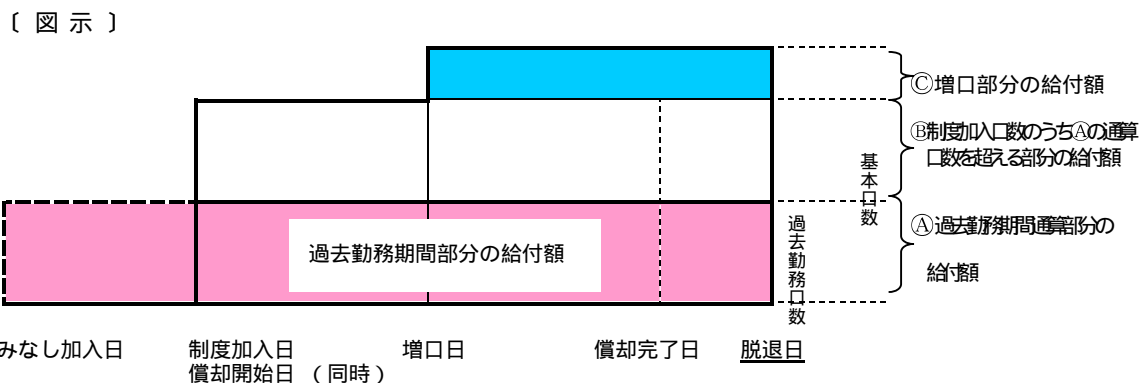 〔 図 示 〕
Ⓒ増口部分の給付額
Ⓑ制度加入口数のうちⒶの通算
口数を超える部分の給付額
基本口数
Ⓐ過去勤務期間通算部分の
給付額
過去勤務口数
過去勤務期間部分の給付額
みなし加入日 制度加入日 増口日 償却完了日 脱退日
償却開始日 (同時)